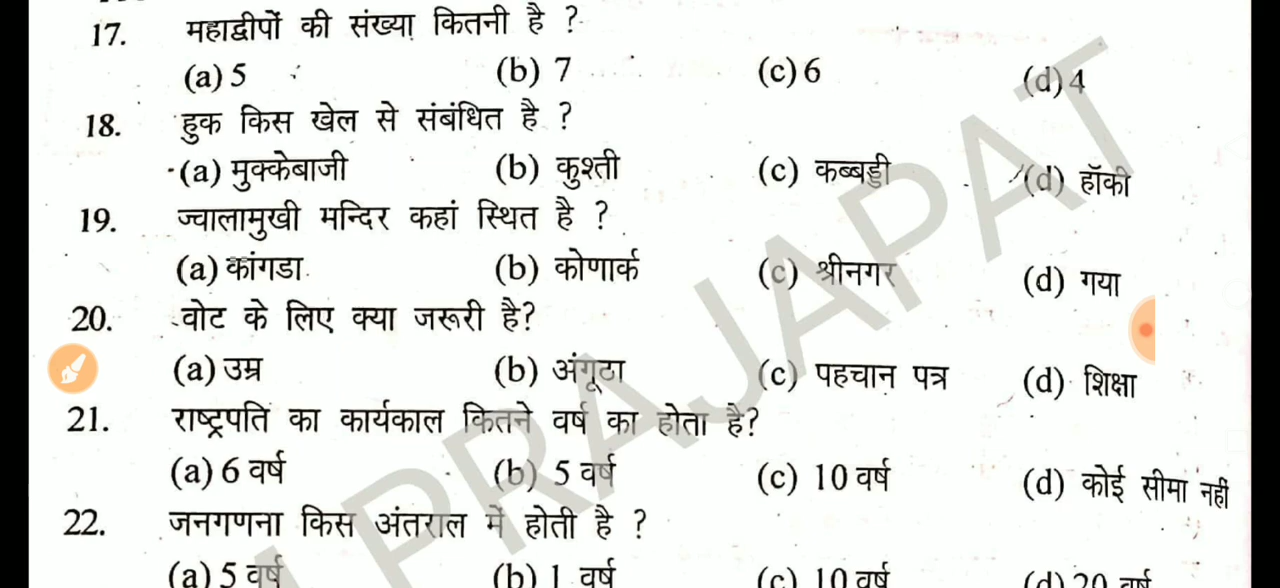 17. महाद्वीपों की संख्या कितनी है ?
(a) 5 (b) 7 (c) 6 (d) 4
18. हुक किस खेल से संबंधित है ?
(a) मुक्केबाजी (b) कुश्ती (c) कब्बड्डी (d) हॉकी
19. ज्वालामुखी मन्दिर कहां स्थित है ?
(a) कांगडा (b) कोणार्क (c) श्रीनगर (d) गया
20. वोट के लिए क्या जरूरी है?
(a) उम्र (b) अंगूठा (c) पहचान पत्र (d) शिक्षा
21. राष्ट्रपति का कार्यकाल कितने वर्ष का होता है?
(a) 6 वर्ष (b) 5 वर्ष (c) 10 वर्ष (d) कोई सीमा नहीं
22. जनगणना किस अंतराल में होती है ?
(a) 5 वर्ष (b) 1 वर्ष (c) 10 वर्ष (d) 20 वर्ष
PRAJAPAT